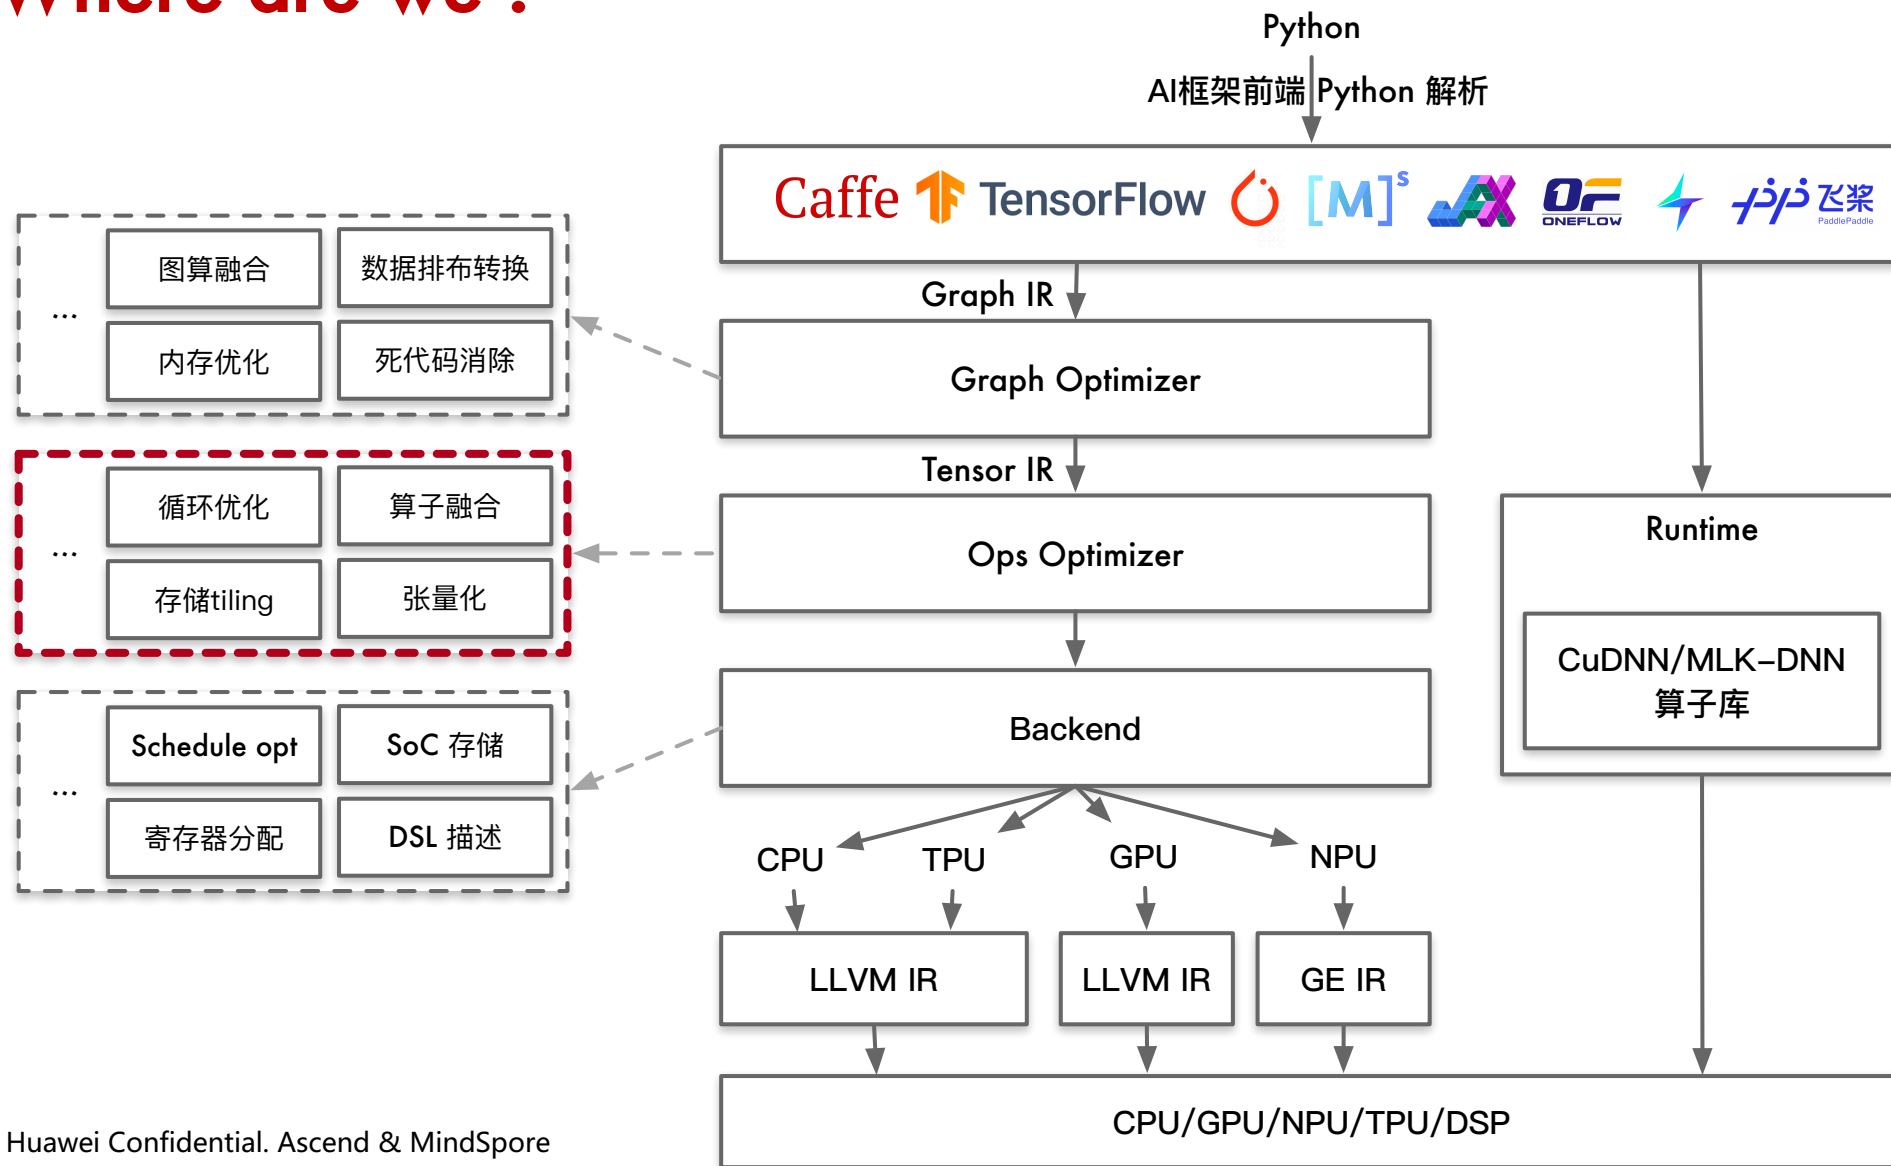 Where are we ?
Python
AI框架前端 Python 解析
Caffe TensorFlow [M]s JAX OF ONEFLOW 飞桨 PaddlePaddle
Graph IR
Graph Optimizer
Tensor IR
Ops Optimizer
Backend
CPU TPU GPU NPU
LLVM IR LLVM IR GE IR
CPU/GPU/NPU/TPU/DSP
Runtime
CuDNN/MLK-DNN
算子库
... 图算融合 数据排布转换
内存优化 死代码消除
... 循环优化 算子融合
存储tiling 张量化
... Schedule opt SoC 存储
寄存器分配 DSL 描述
Huawei Confidential. Ascend & MindSpore